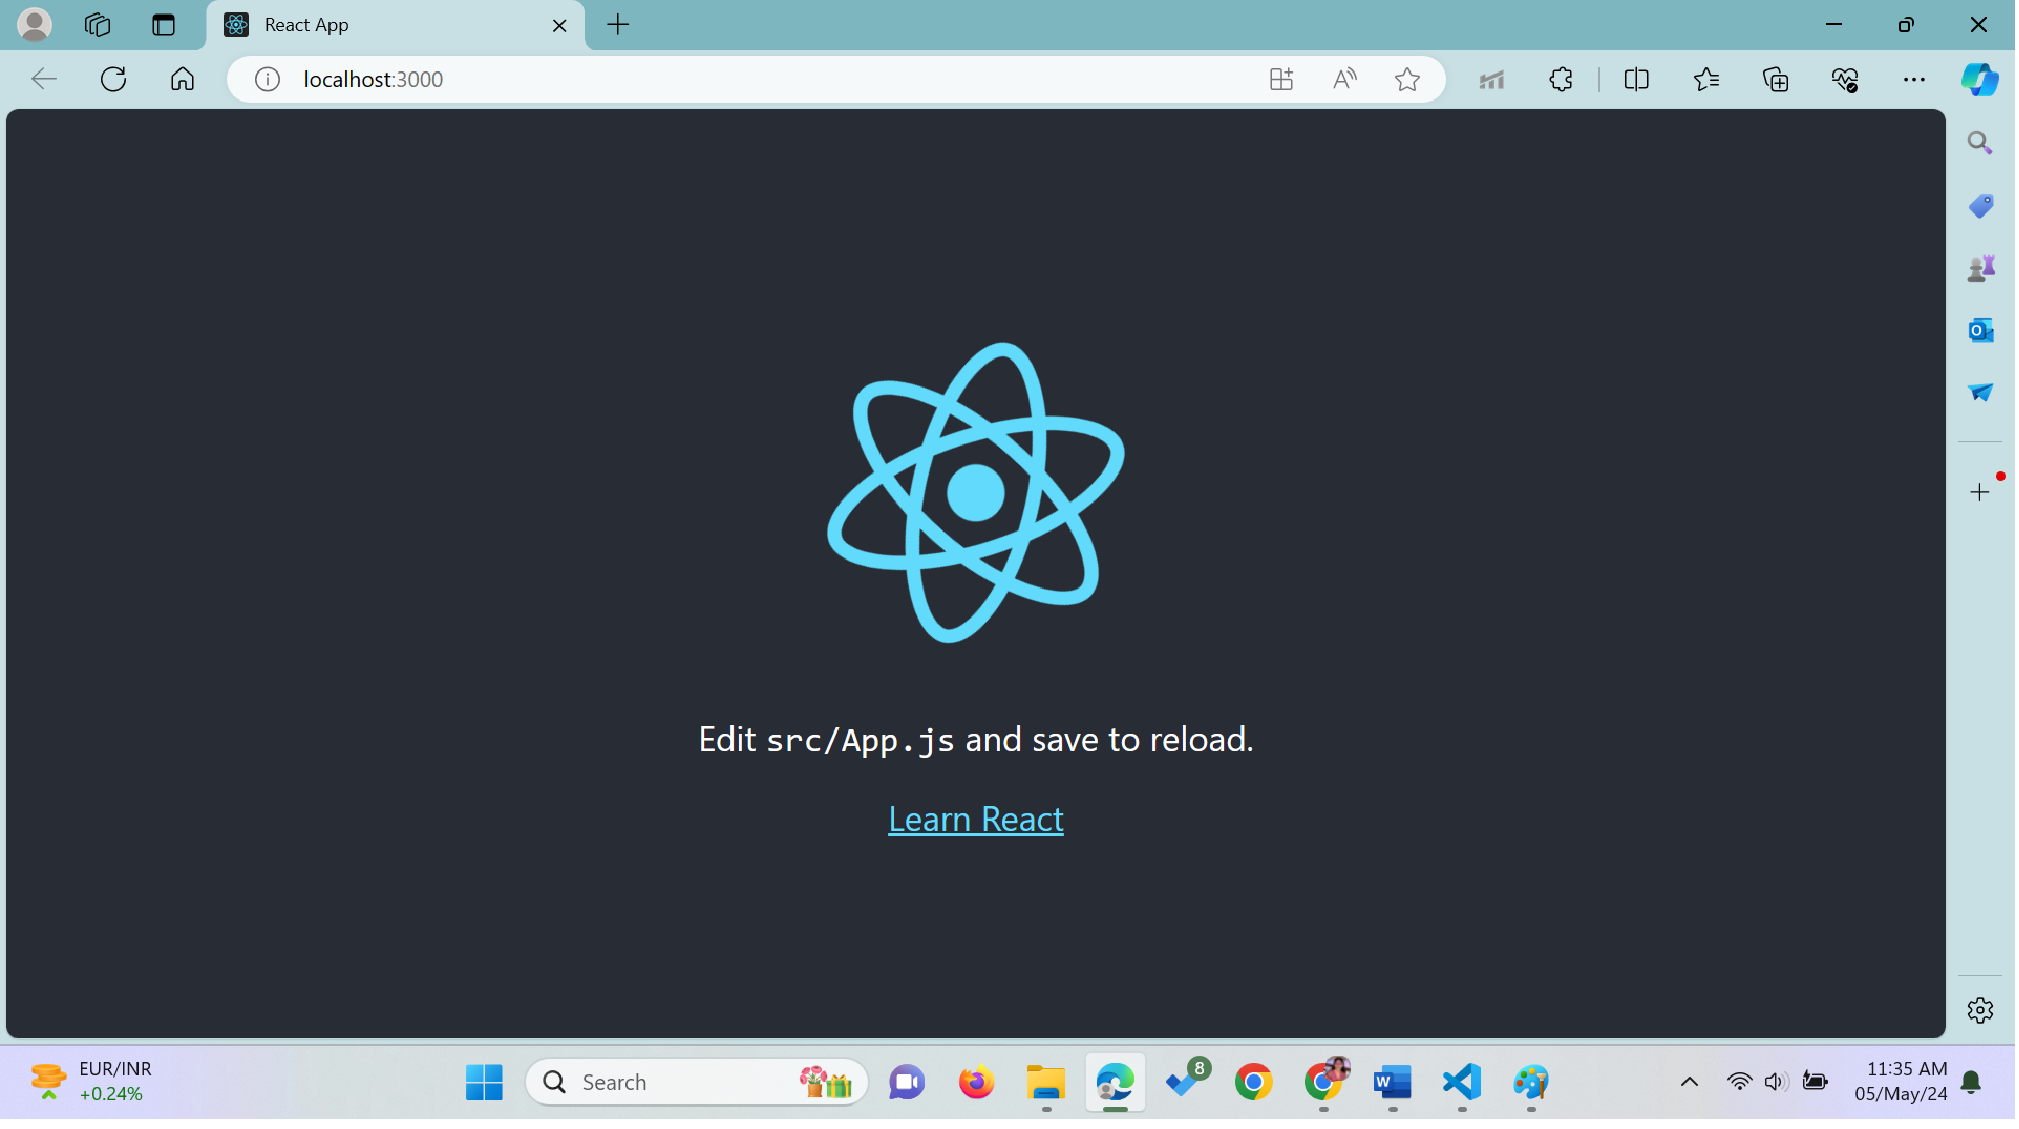 React App
localhost:3000
Edit src/App.js and save to reload.
Learn React
EUR/INR
+0.24%
Search
8
11:35 AM
05/May/24